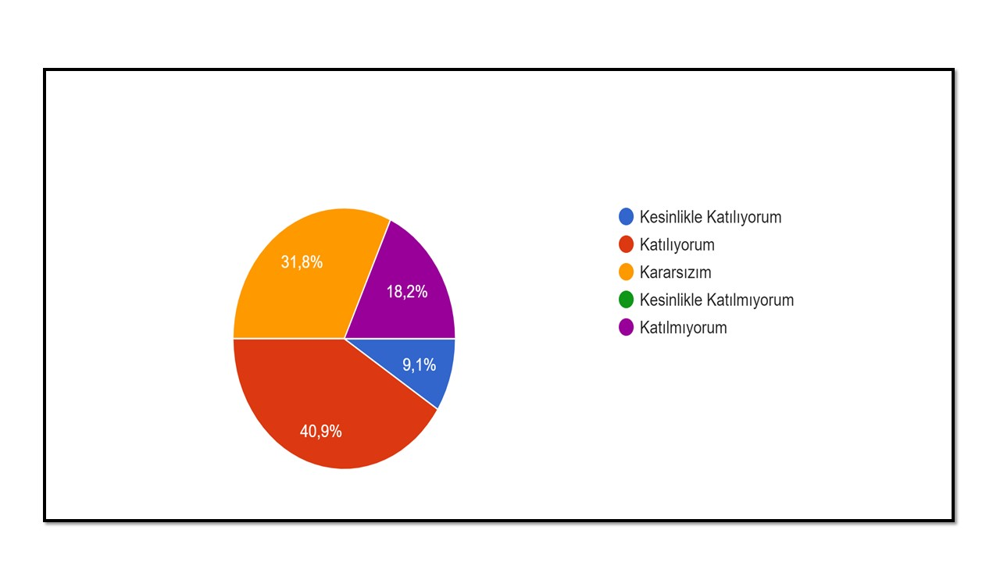 31,8%
18,2%
9,1%
40,9%
Kesinlikle Katılıyorum
Katılıyorum
Kararsızım
Kesinlikle Katılmıyorum
Katılmıyorum